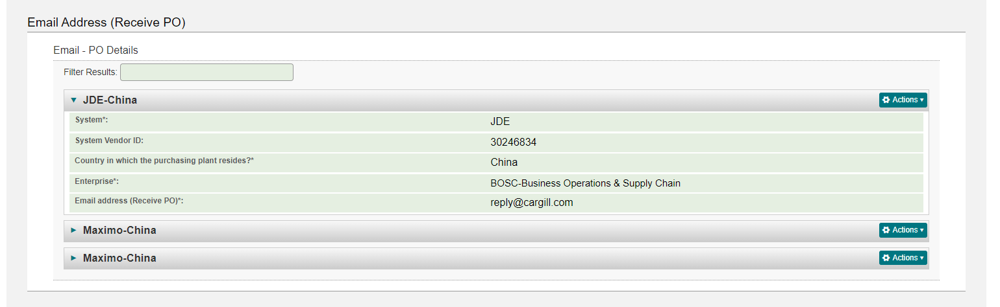 Email Address (Receive PO)
Email - PO Details
Filter Results:
JDE-China
Actions
System*:
JDE
System Vendor ID:
30246834
Country in which the purchasing plant resides?*
China
Enterprise*:
BOSC-Business Operations & Supply Chain
Email address (Receive PO)*:
reply@cargill.com
Maximo-China
Actions
Maximo-China
Actions